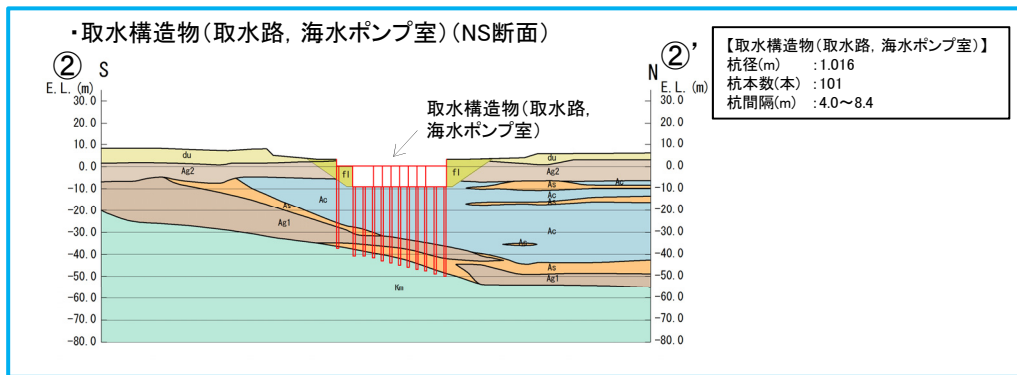 ・取水構造物(取水路,海水ポンプ室)(NS断面)
② S
②’ N
E.L.(m)
E.L.(m)
【取水構造物(取水路,海水ポンプ室)】
杭径(m) :1.016
杭本数(本) :101
杭間隔(m) :4.0~8.4
取水構造物(取水路,
海水ポンプ室)
30.0 30.0
20.0 20.0
10.0 10.0
du du
0.0 0.0
Ag2 fl fl Ag2
As Ac
-10.0 -10.0
Ac Ac
As
As
-20.0 -20.0
Ag1 Ac
-30.0 -30.0
As
-40.0 -40.0
As
-50.0 Ag1 -50.0
Km
-60.0 -60.0
-70.0 -70.0
-80.0 -80.0